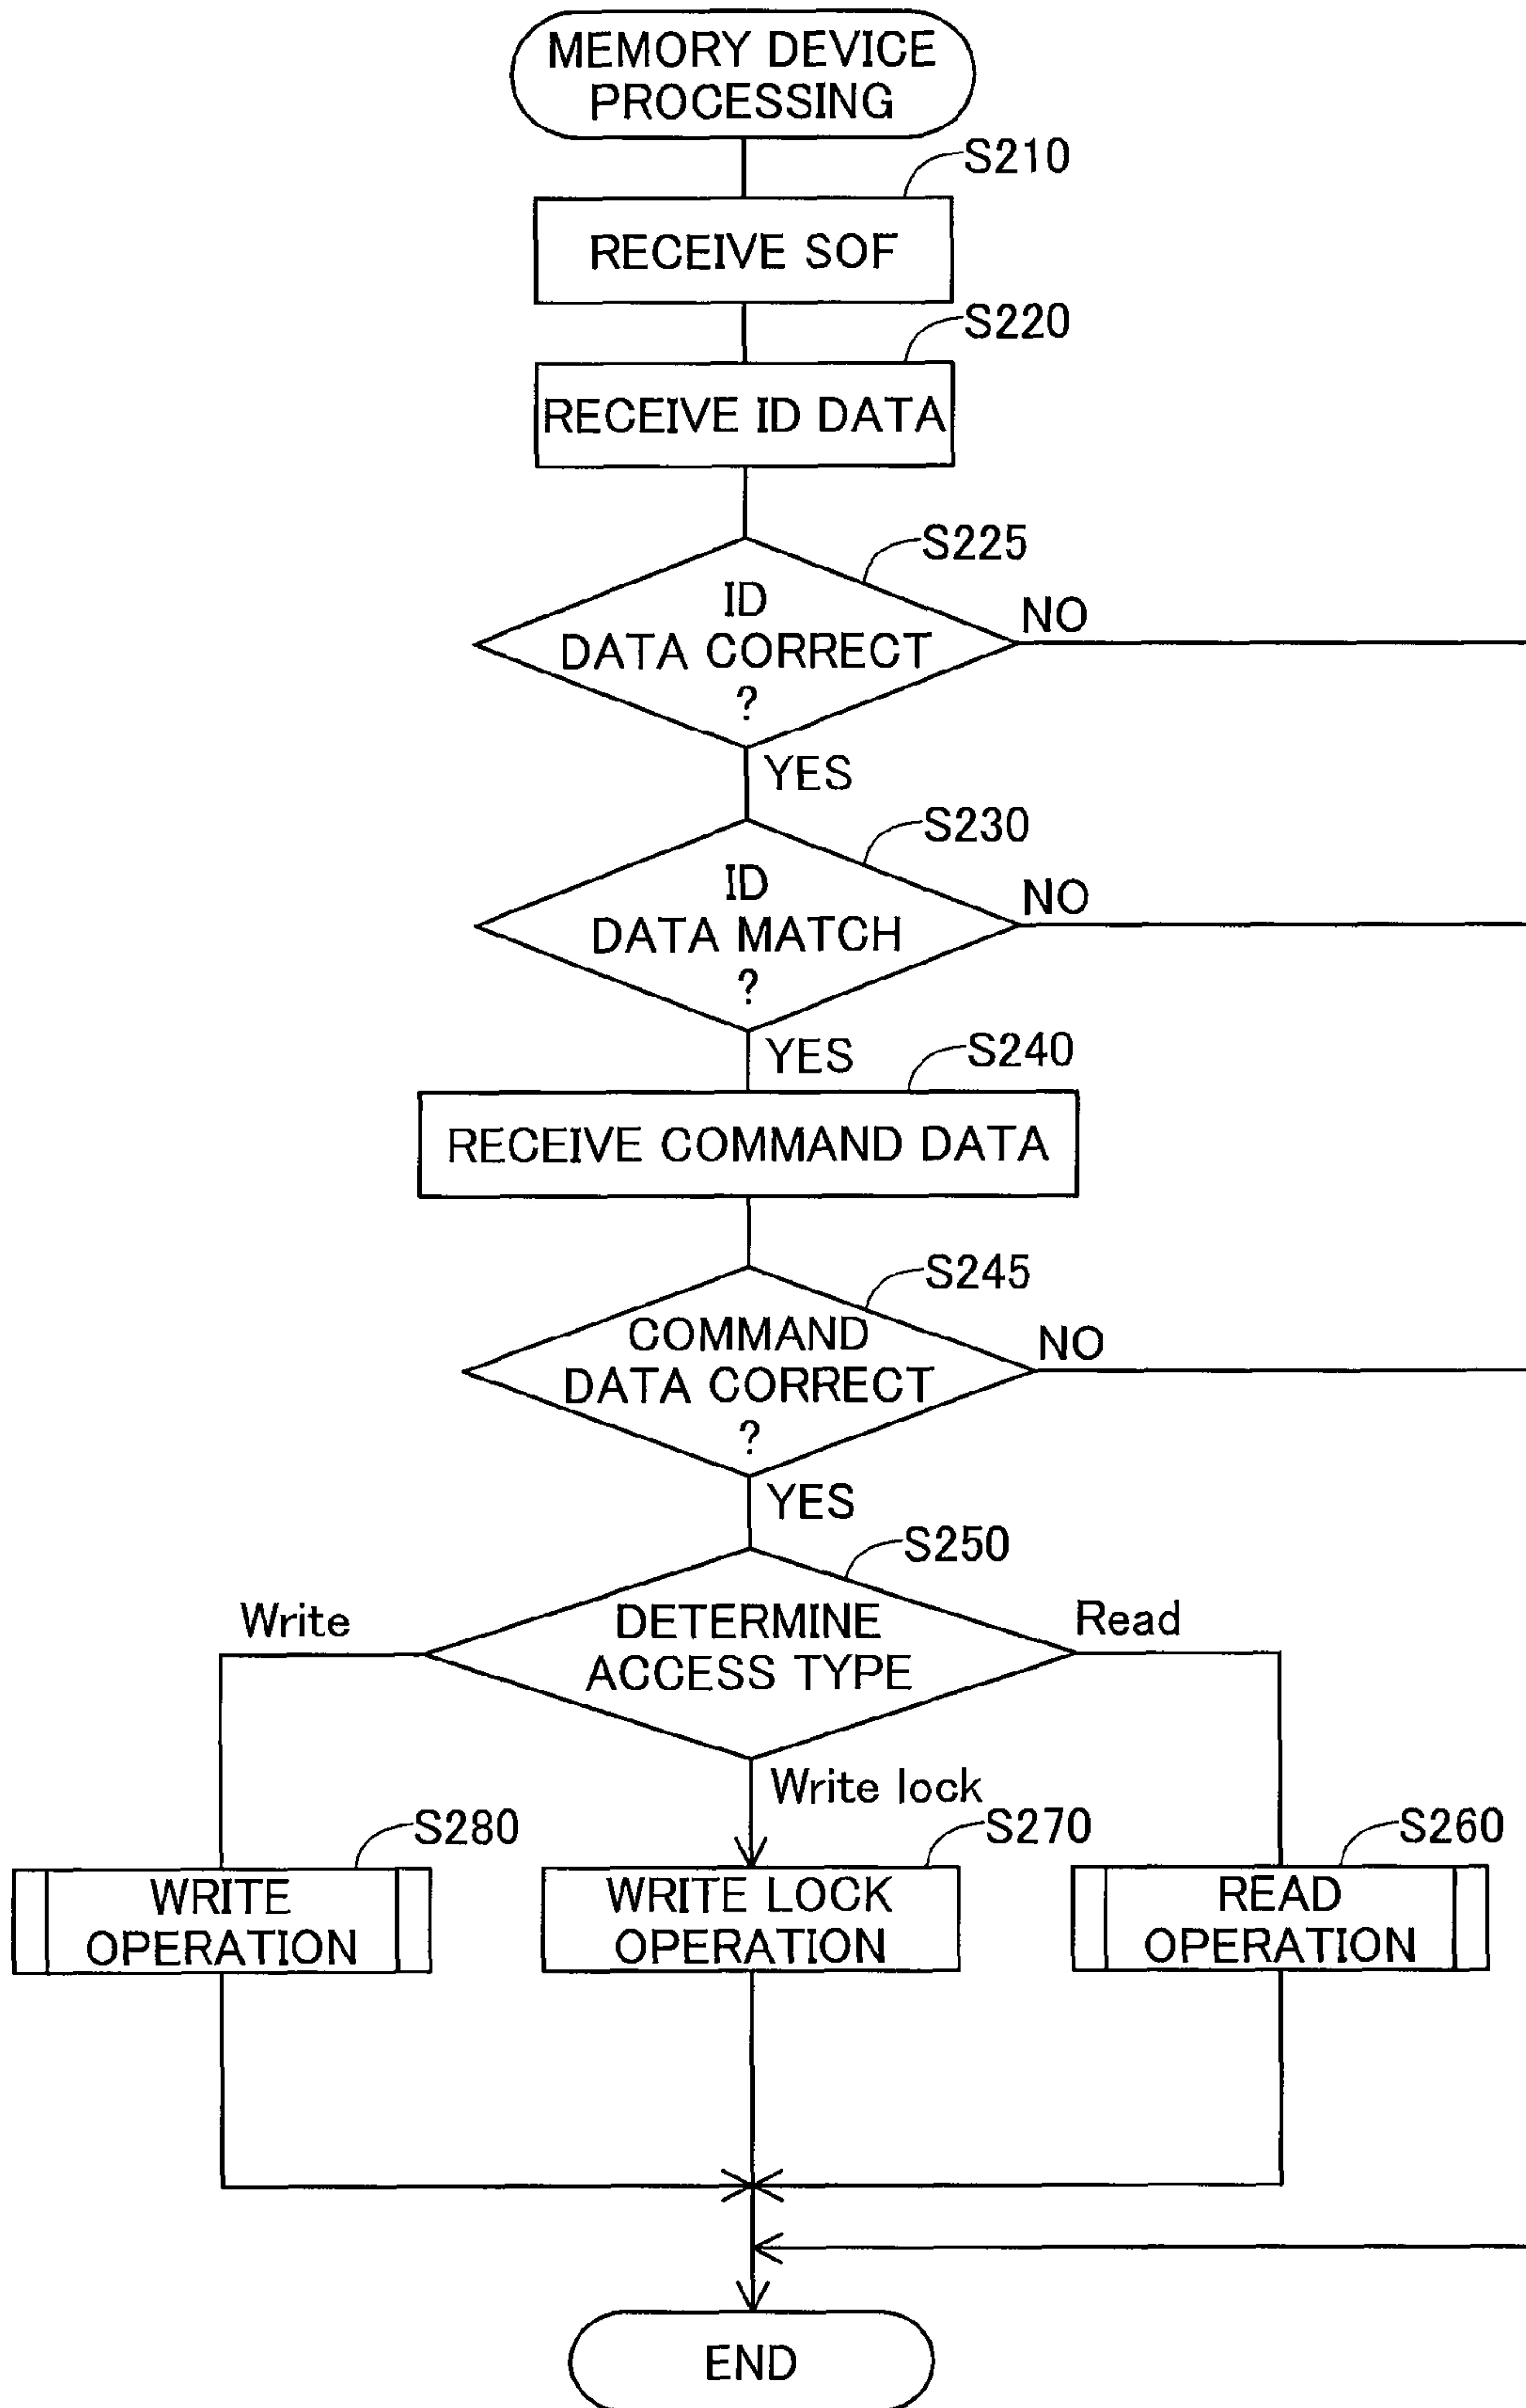 MEMORY DEVICE
PROCESSING
S210
RECEIVE SOF
S220
RECEIVE ID DATA
S225
ID
DATA CORRECT
?
NO
YES
S230
ID
DATA MATCH
?
NO
YES
S240
RECEIVE COMMAND DATA
S245
COMMAND
DATA CORRECT
?
NO
YES
S250
DETERMINE
ACCESS TYPE
Write
Read
Write lock
S280
WRITE
OPERATION
S270
WRITE LOCK
OPERATION
S260
READ
OPERATION
END